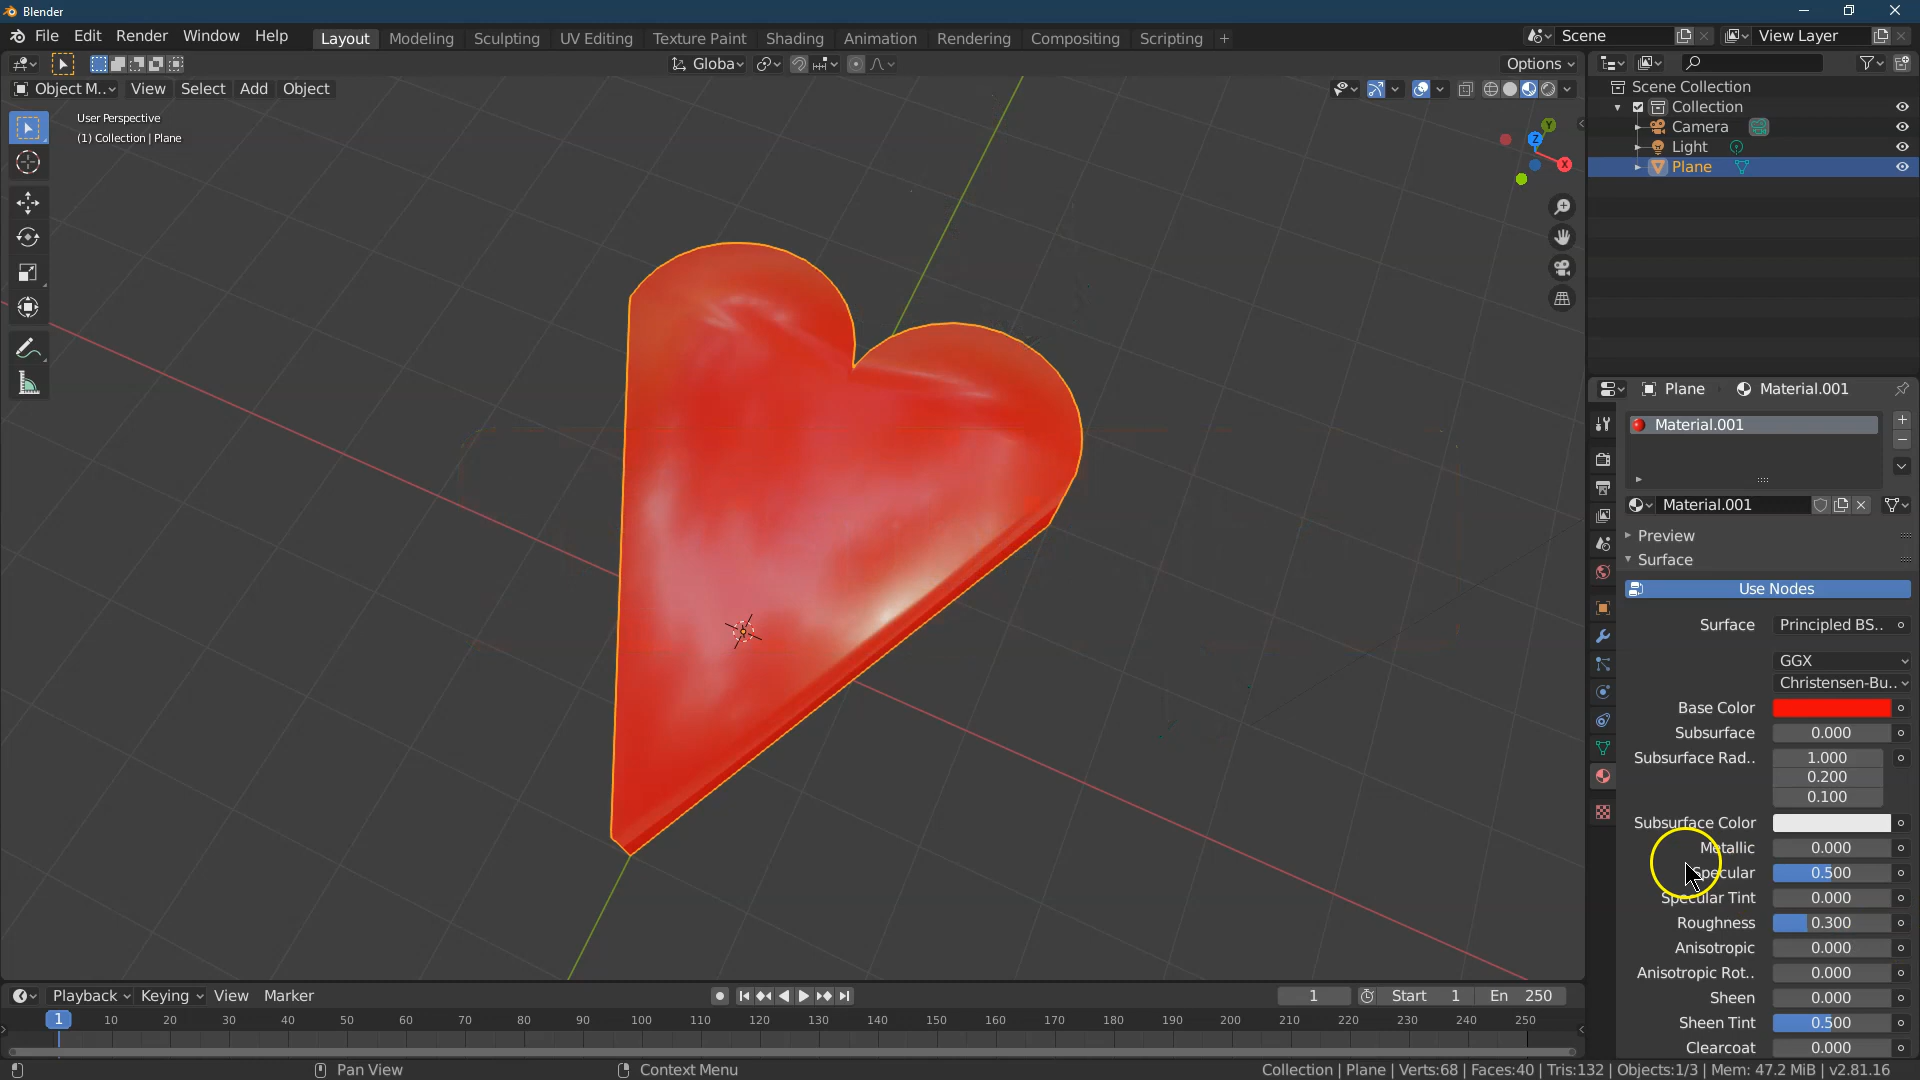 Blender
File Edit Render Window Help Layout Modeling Sculpting UV Editing Texture Paint Shading Animation Rendering Compositing Scripting + Scene View Layer
Globa Options
Object M.. View Select Add Object
User Perspective
(1) Collection | Plane
Y
Z
X
Scene Collection
Collection
Camera
Light
Plane
Plane Material.001
Material.001
Material.001
Preview
Surface
Use Nodes
Surface Principled BS..
GGX
Christensen-Bu..
Base Color
Subsurface 0.000
Subsurface Rad.. 1.000
0.200
0.100
Subsurface Color
Metallic 0.000
Specular 0.500
Specular Tint 0.000
Roughness 0.300
Anisotropic 0.000
Anisotropic Rot.. 0.000
Sheen 0.000
Sheen Tint 0.500
Clearcoat 0.000
Playback Keying View Marker 1 Start 1 En 250
1 10 20 30 40 50 60 70 80 90 100 110 120 130 140 150 160 170 180 190 200 210 220 230 240 250
Pan View Context Menu Collection | Plane | Verts:68 | Faces:40 | Tris:132 | Objects:1/3 | Mem: 47.2 MiB | v2.81.16